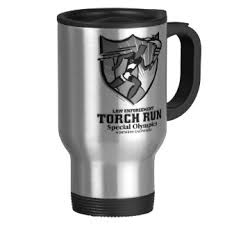 LAW ENFORCEMENT
TORCH RUN
Special Olympics